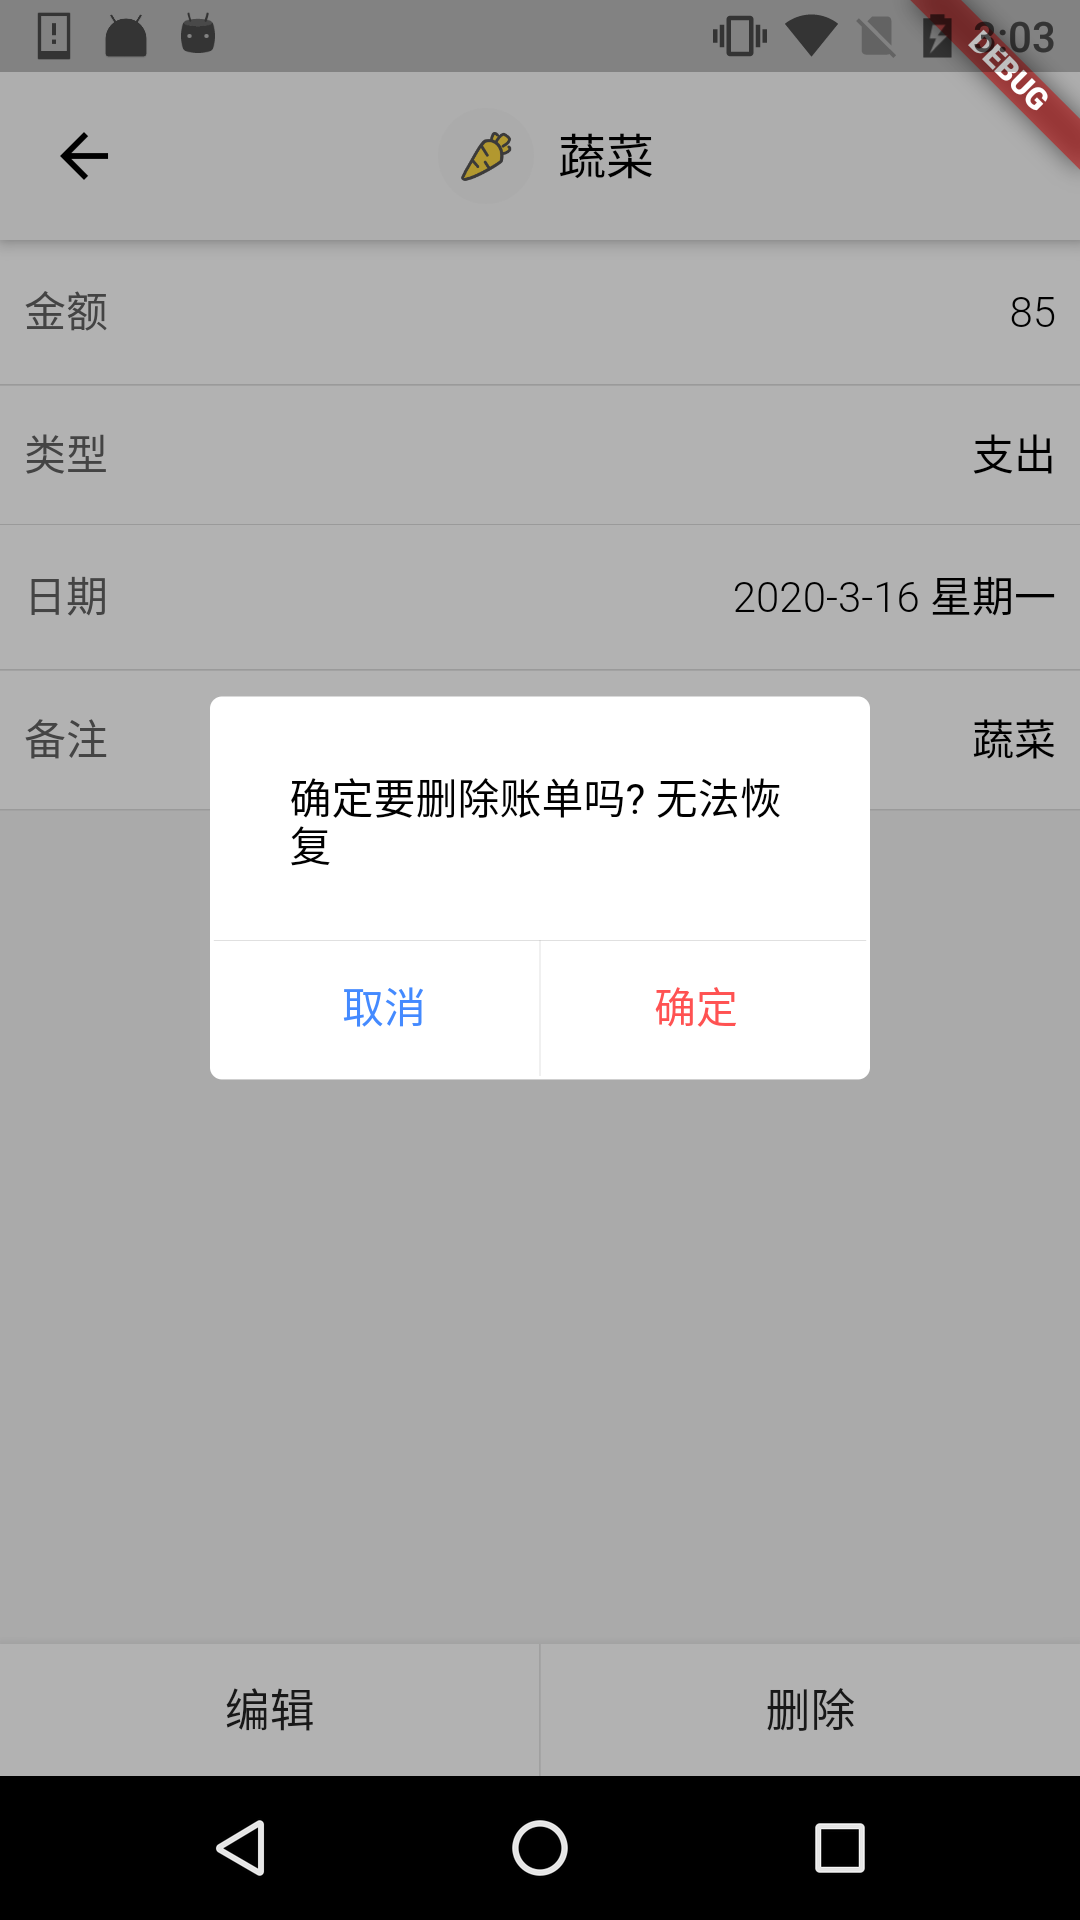 3:03
DEBUG
蔬菜
金额 85
类型 支出
日期 2020-3-16 星期一
备注 蔬菜
确定要删除账单吗? 无法恢
复
取消 确定
编辑 删除